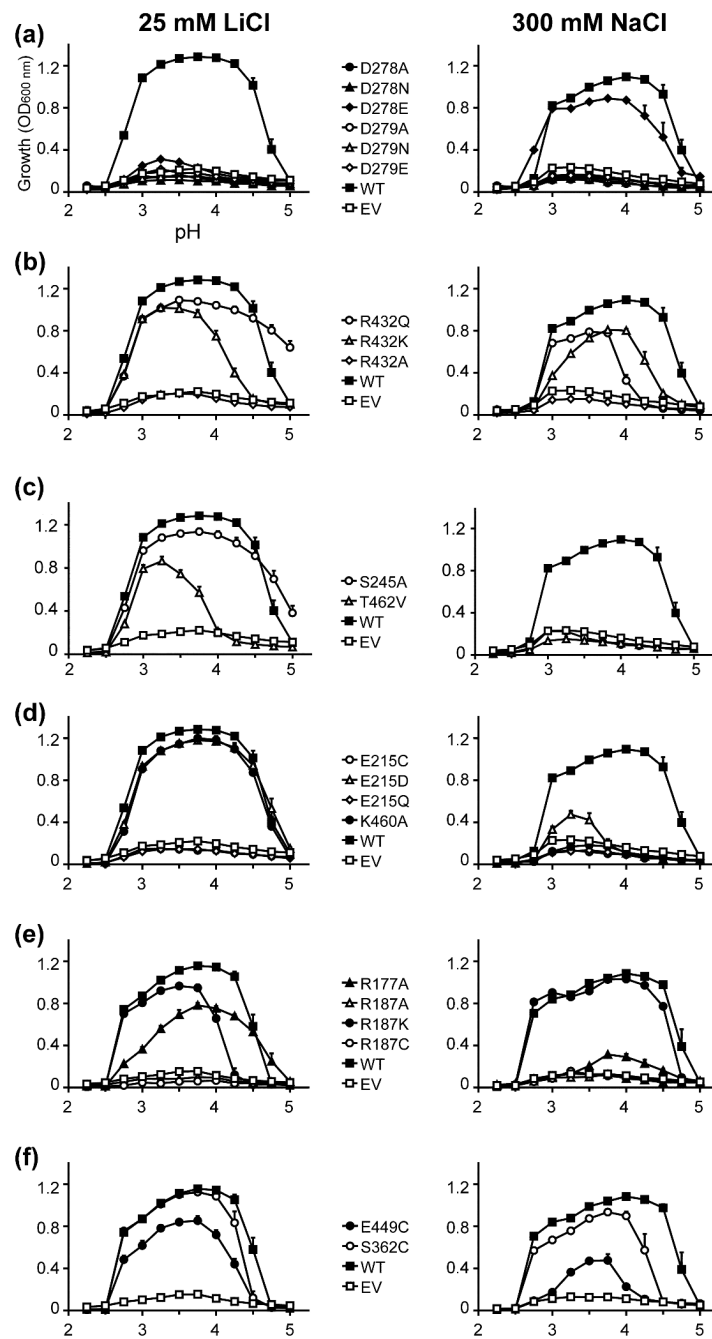 25 mM LiCl 300 mM NaCl
(a)
Growth (OD600 nm)
1.2 0.8 0.4 0
2 3 4 5
pH
D278A
D278N
D278E
D279A
D279N
D279E
WT
EV
1.2 0.8 0.4 0
2 3 4 5
(b)
1.2 0.8 0.4 0
2 3 4 5
R432Q
R432K
R432A
WT
EV
1.2 0.8 0.4 0
2 3 4 5
(c)
1.2 0.8 0.4 0
2 3 4 5
S245A
T462V
WT
EV
1.2 0.8 0.4 0
2 3 4 5
(d)
1.2 0.8 0.4 0
2 3 4 5
E215C
E215D
E215Q
K460A
WT
EV
1.2 0.8 0.4 0
2 3 4 5
(e)
1.2 0.8 0.4 0
2 3 4 5
R177A
R187A
R187K
R187C
WT
EV
1.2 0.8 0.4 0
2 3 4 5
(f)
1.2 0.8 0.4 0
2 3 4 5
E449C
S362C
WT
EV
1.2 0.8 0.4 0
2 3 4 5